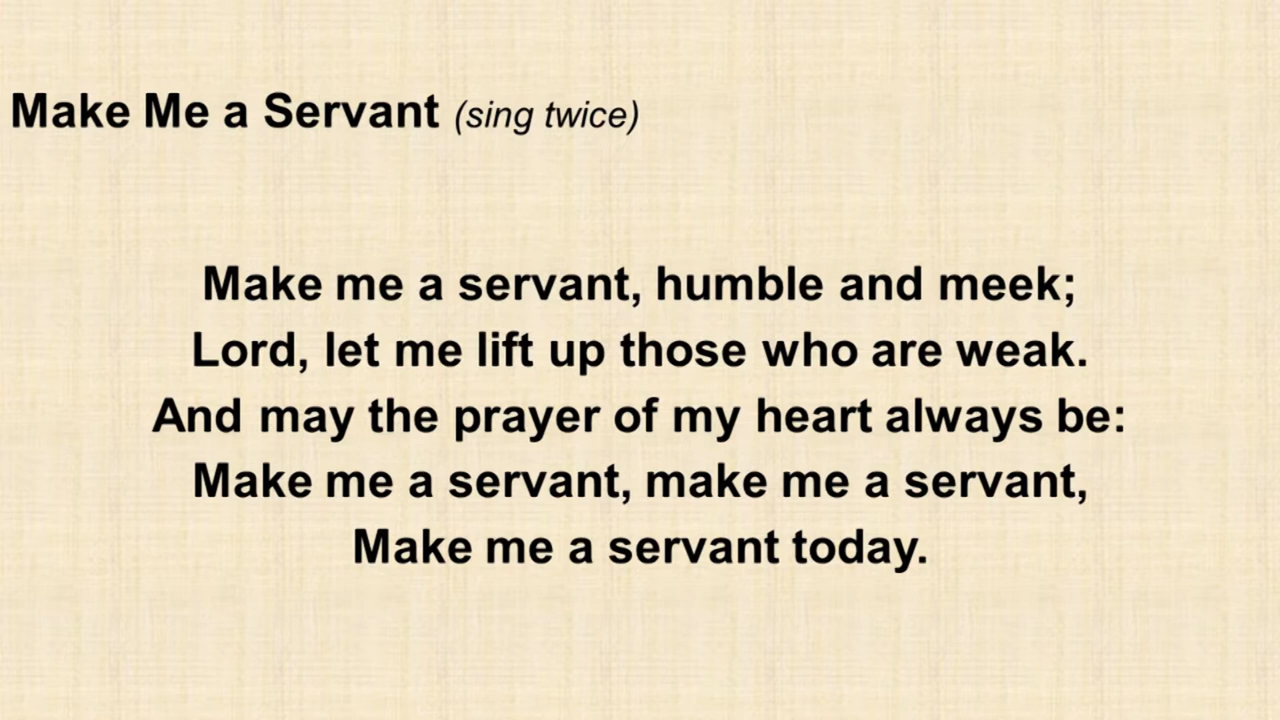 Make Me a Servant (sing twice)
Make me a servant, humble and meek;
Lord, let me lift up those who are weak.
And may the prayer of my heart always be:
Make me a servant, make me a servant,
Make me a servant today.